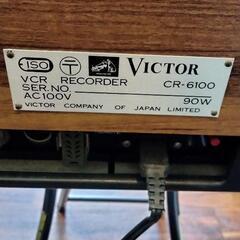 ISO VICTOR
VCR RECORDER CR-6100
SER.NO.
AC100V 90W
VICTOR COMPANY OF JAPAN LIMITED